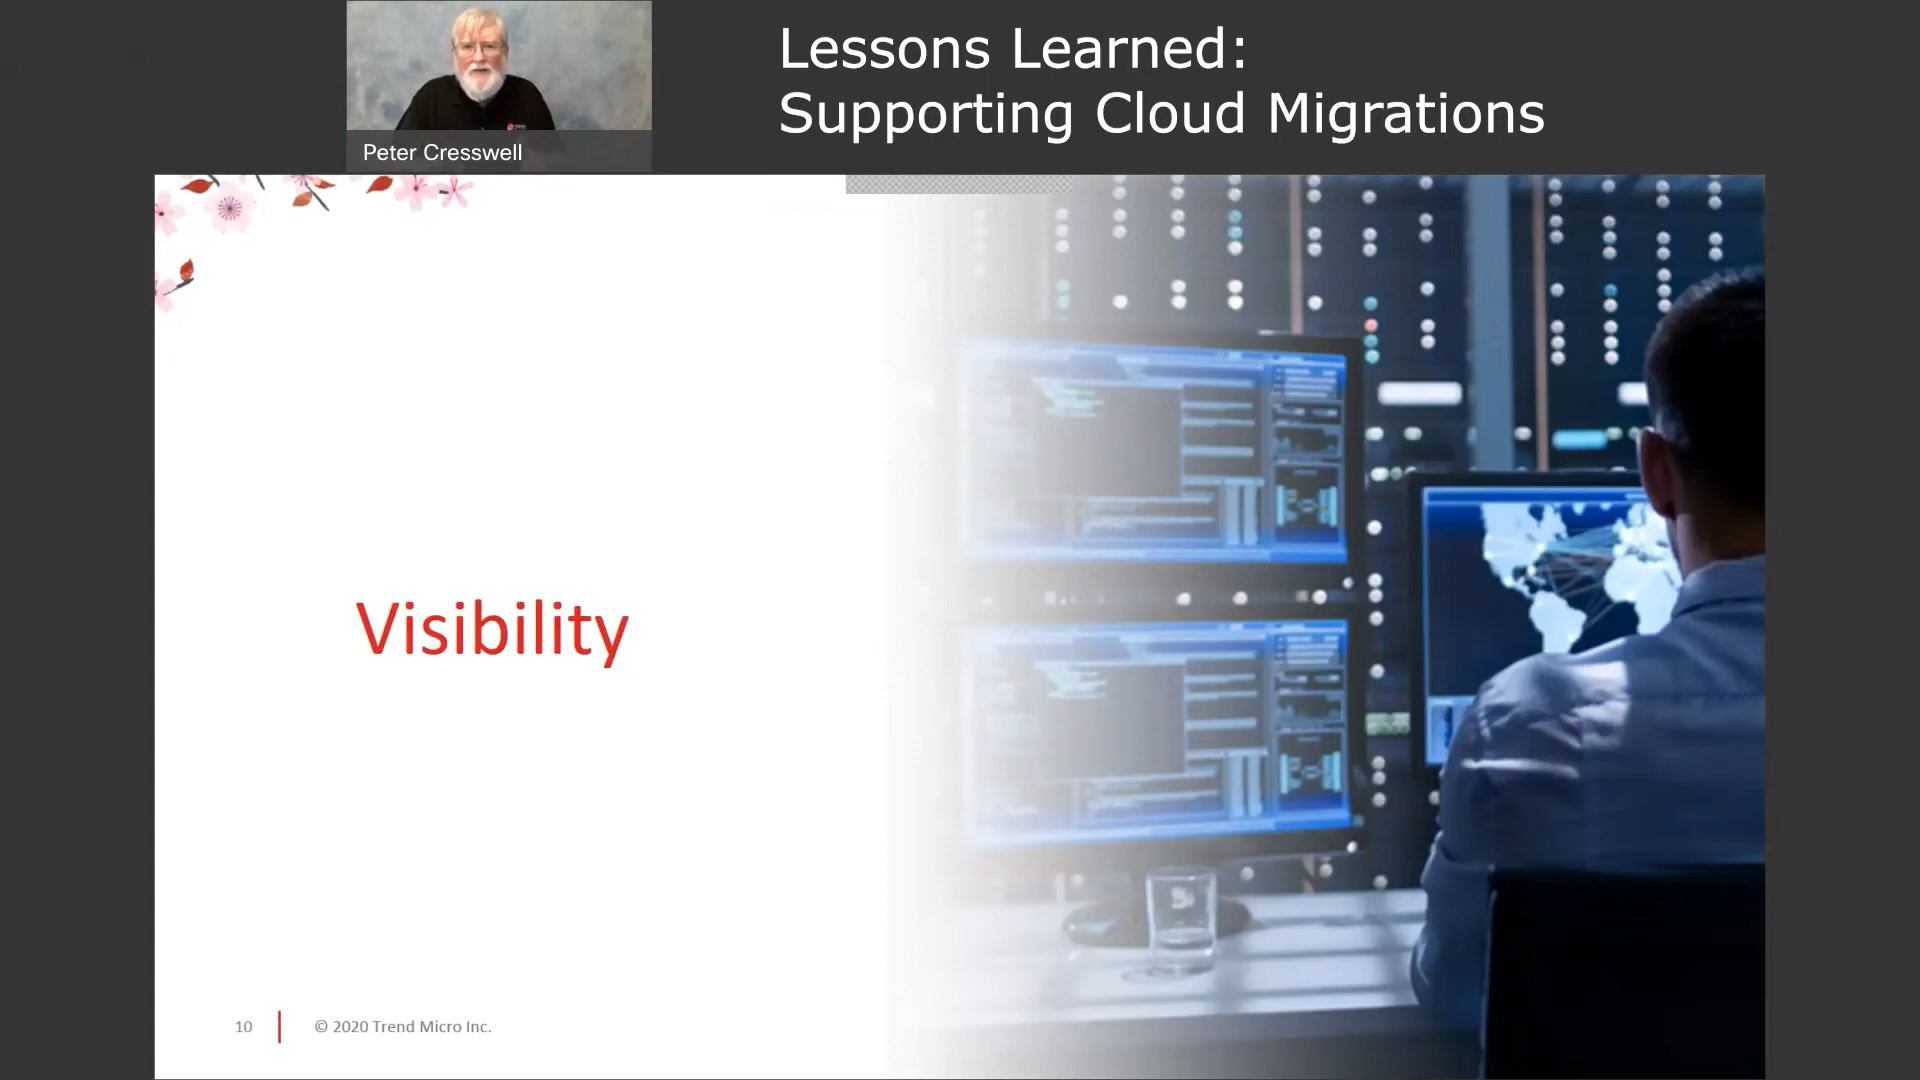 Lessons Learned:
Supporting Cloud Migrations
Peter Cresswell
Visibility
10
© 2020 Trend Micro Inc.